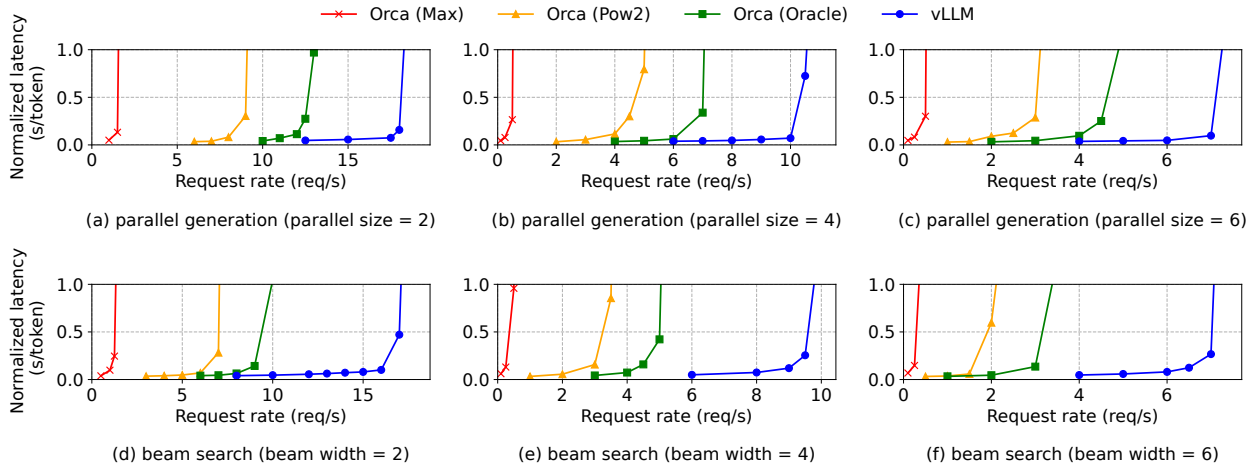 Orca (Max) Orca (Pow2) Orca (Oracle) vLLM
Normalized latency
(s/token)
1.0
0.5
0.0
0 5 10 15
Request rate (req/s)
(a) parallel generation (parallel size = 2)
1.0
0.5
0.0
0 2 4 6 8 10
Request rate (req/s)
(b) parallel generation (parallel size = 4)
1.0
0.5
0.0
0 2 4 6
Request rate (req/s)
(c) parallel generation (parallel size = 6)
Normalized latency
(s/token)
1.0
0.5
0.0
0 5 10 15
Request rate (req/s)
(d) beam search (beam width = 2)
1.0
0.5
0.0
0 2 4 6 8 10
Request rate (req/s)
(e) beam search (beam width = 4)
1.0
0.5
0.0
0 2 4 6
Request rate (req/s)
(f) beam search (beam width = 6)